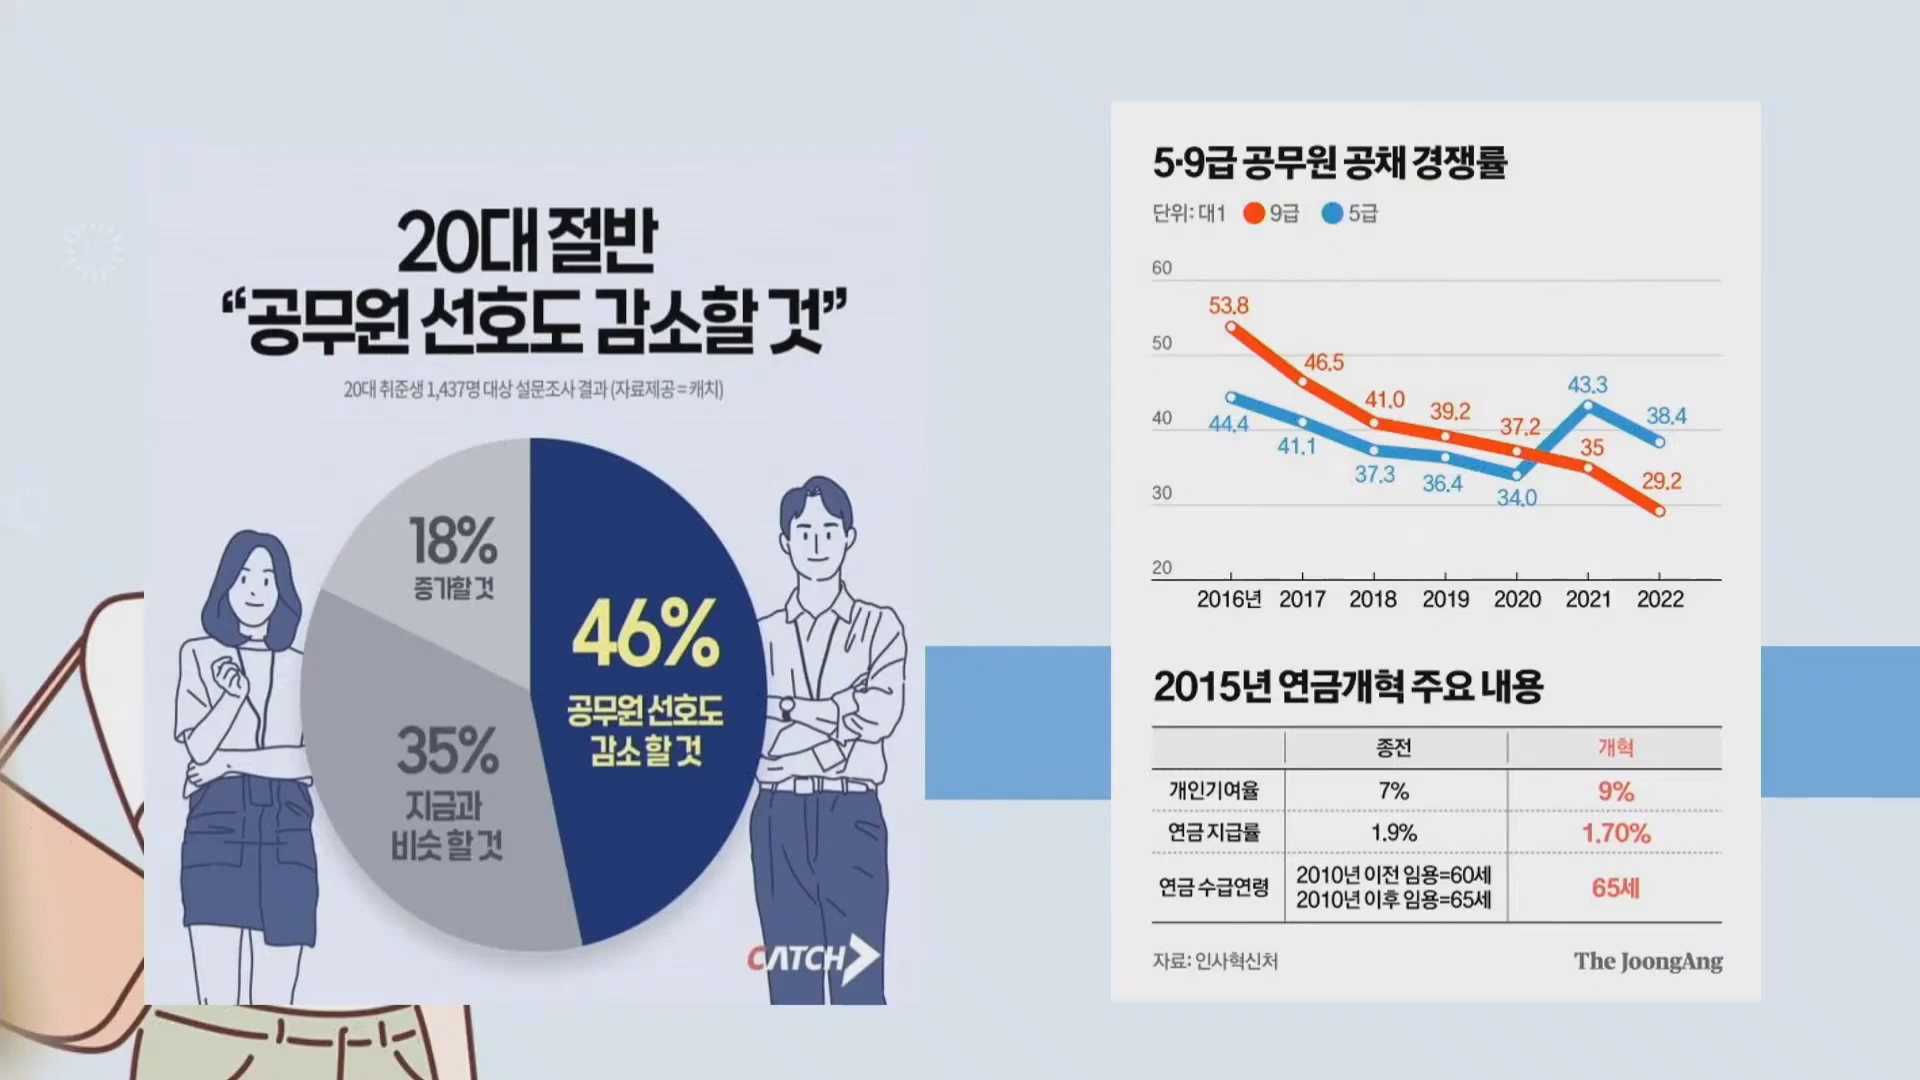 20대 절반
“공무원 선호도 감소할 것”
20대 취준생 1,437명 대상 설문조사 결과 (자료제공 = 캐치)
18%
증가할 것
46%
공무원 선호도
감소 할 것
35%
지금과
비슷 할 것
CATCH
5·9급 공무원 공채 경쟁률
단위: 대1 9급 5급
60
50
40
30
20
53.8
46.5
41.0
39.2
37.2
35
29.2
44.4
41.1
37.3
36.4
34.0
43.3
38.4
2016년 2017 2018 2019 2020 2021 2022
2015년 연금개혁 주요 내용
종전 개혁
개인기여율 7% 9%
연금 지급률 1.9% 1.70%
연금 수급연령 2010년 이전 임용=60세
2010년 이후 임용=65세 65세
자료: 인사혁신처 The JoongAng